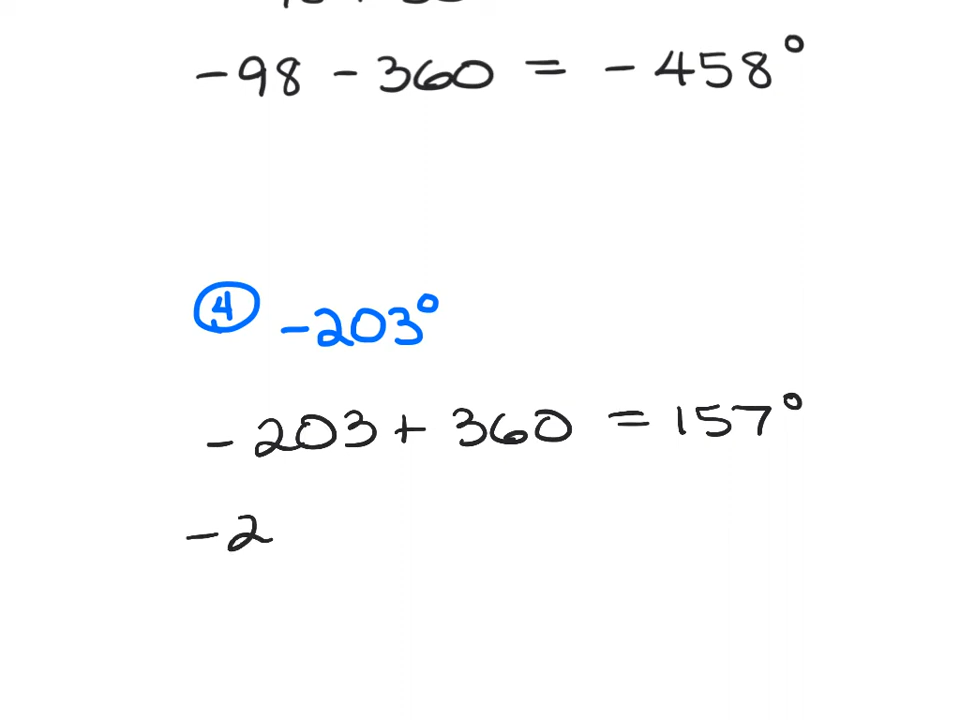 -98 - 360 = -458°
④ -203°
-203 + 360 = 157°
-2